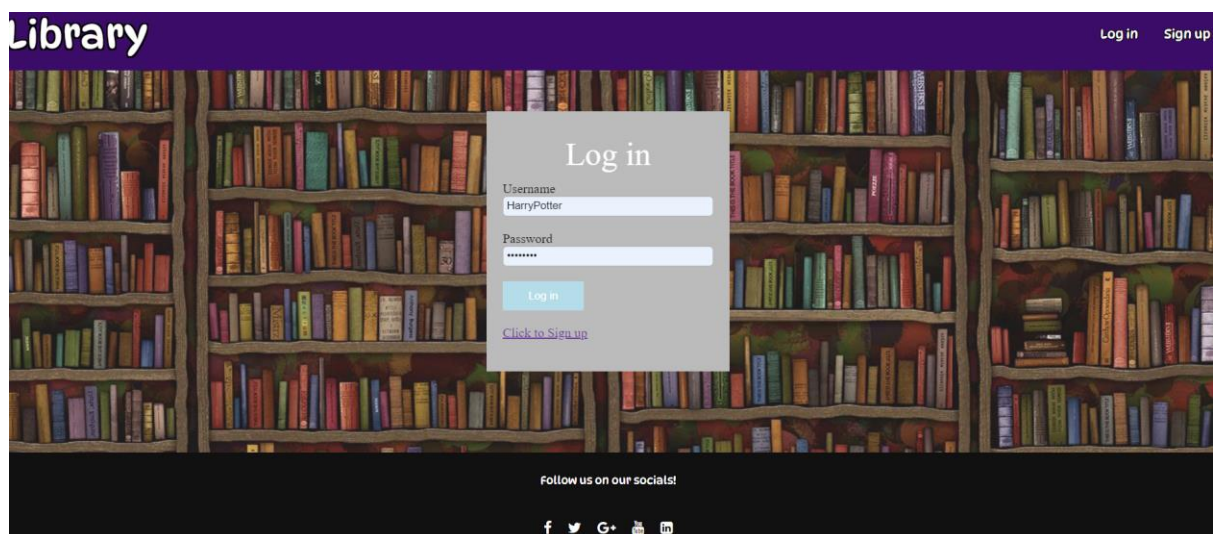 Library
Log in Sign up
Log in
Username
HarryPotter
Password
••••••••
Log in
Click to Sign up
Follow us on our socials!